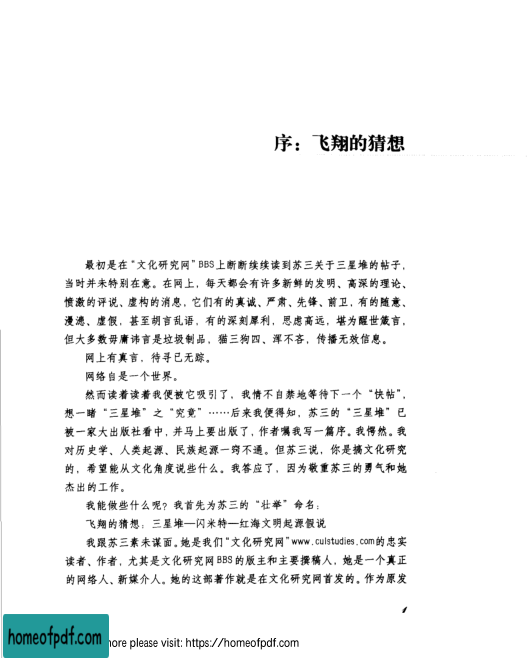 序：飞翔的猜想
最初是在“文化研究网”BBS上断断续续读到苏三关于三星堆的帖子，
当时并未特别在意。在网上，每天都会有许多新鲜的发明、高深的理论、
愤激的评说、虚构的消息，它们有的真诚、严肃、先锋、前卫，有的随意、
漫漶、虚假，甚至胡言乱语，有的深刻犀利，思虑高远，堪为醒世箴言，
但大多数毋庸讳言是垃圾制品，猫三狗四、浑不吝，传播无效信息。
网上有真言，待寻已无踪。
网络自是一个世界。
然而读着读着我便被它吸引了，我情不自禁地等待下一个“快帖”，
想一睹“三星堆”之“究竟”……后来我便得知，苏三的“三星堆”已
被一家大出版社看中，并马上要出版了，作者嘱我写一篇序。我愕然。我
对历史学、人类起源、民族起源一窍不通。但苏三说，你是搞文化研究
的，希望能从文化角度说些什么。我答应了，因为敬重苏三的勇气和她
杰出的工作。
我能做些什么呢？我首先为苏三的“壮举”命名：
飞翔的猜想：三星堆—闪米特—红海文明起源假说
我跟苏三素未谋面。她是我们“文化研究网”www.culstudies.com的忠实
读者、作者，尤其是文化研究网BBS的版主和主要撰稿人，她是一个真正
的网络人、新媒介人。她的这部著作就是在文化研究网首发的。作为原发
1
homeofpdf.com
more please visit: https://homeofpdf.com